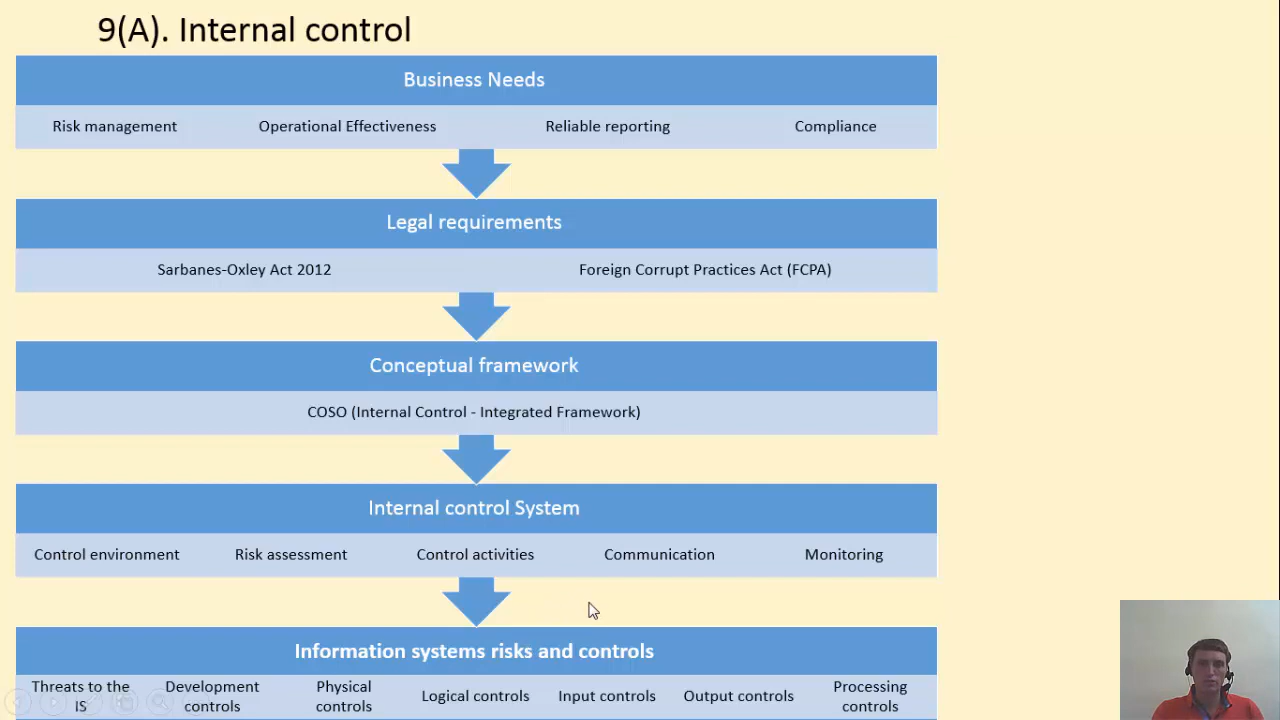 9(A). Internal control
Business Needs
Risk management Operational Effectiveness Reliable reporting Compliance
Legal requirements
Sarbanes-Oxley Act 2012 Foreign Corrupt Practices Act (FCPA)
Conceptual framework
COSO (Internal Control - Integrated Framework)
Internal control System
Control environment Risk assessment Control activities Communication Monitoring
Information systems risks and controls
Threats to the IS Development controls Physical controls Logical controls Input controls Output controls Processing controls